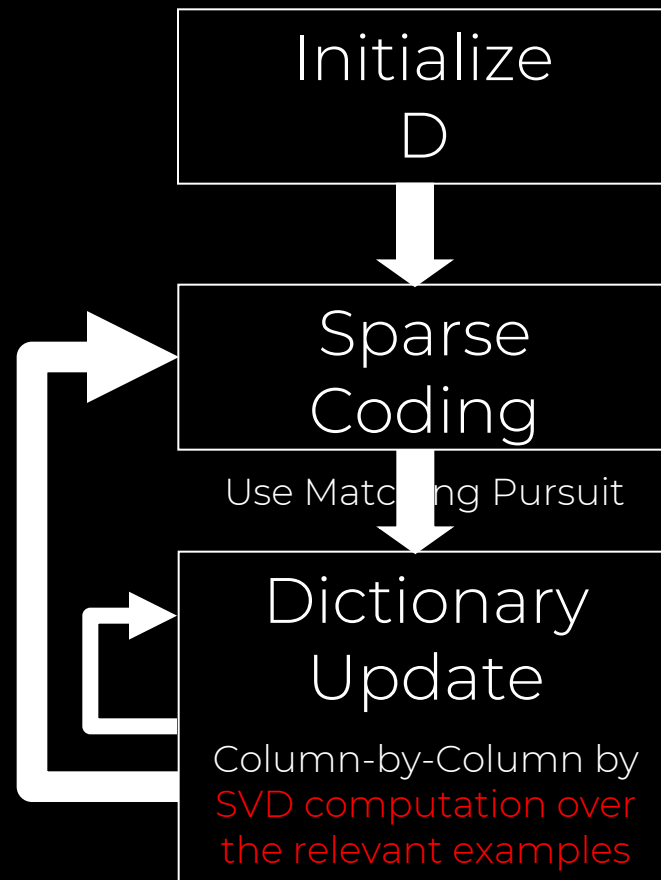 Initialize
D
Sparse
Coding
Use Matching Pursuit
Dictionary
Update
Column-by-Column by
SVD computation over
the relevant examples